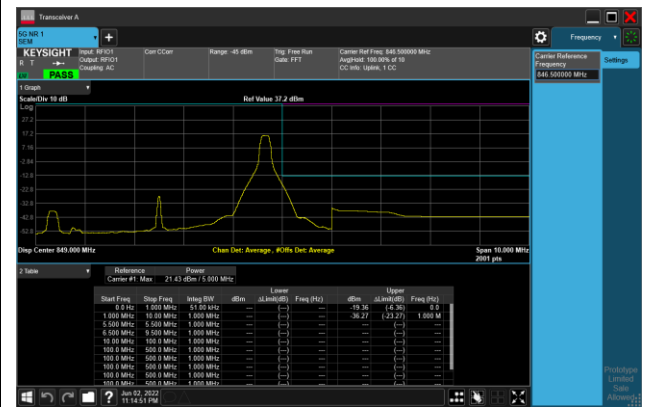 Transceiver A
5G NR 1
SEM
Frequency
KEYSIGHT
R T
PASS
Input: RFIO1
Output: RFIO1
Coupling: AC
Corr CCorr
Range: -45 dBm
Trig: Free Run
Gate: FFT
Carrier Ref Freq: 846.500000 MHz
Avg|Hold: 100.00% of 10
CC Info: Uplink, 1 CC
Carrier Reference
Frequency
846.500000 MHz
Settings
1 Graph
Scale/Div 10 dB
Ref Value 37.2 dBm
Log
27.2
17.2
7.16
-2.84
-12.8
-22.8
-32.8
-42.8
-52.8
Disp Center 849.000 MHz
Chan Det: Average , #Offs Det: Average
Span 10.000 MHz
2001 pts
2 Table
Reference Power
Carrier #1: Max 21.43 dBm / 5.000 MHz
Lower Upper
Start Freq Stop Freq Integ BW dBm ΔLimit(dB) Freq (Hz) dBm ΔLimit(dB) Freq (Hz)
0.0 Hz 1.000 MHz 51.00 kHz --- (---) --- -19.36 (-6.36) 0.0
1.000 MHz 10.00 MHz 1.000 MHz --- (---) --- -36.27 (-23.27) 1.000 M
5.500 MHz 5.500 MHz 1.000 MHz --- (---) --- --- (---) ---
6.500 MHz 9.500 MHz 1.000 MHz --- (---) --- --- (---) ---
10.00 MHz 100.0 MHz 1.000 MHz --- (---) --- --- (---) ---
100.0 MHz 500.0 MHz 1.000 MHz --- (---) --- --- (---) ---
100.0 MHz 500.0 MHz 1.000 MHz --- (---) --- --- (---) ---
100.0 MHz 500.0 MHz 1.000 MHz --- (---) --- --- (---) ---
100.0 MHz 500.0 MHz 1.000 MHz --- (---) --- --- (---) ---
100.0 MHz 500.0 MHz 1.000 MHz --- (---) --- --- (---) ---
Prototype
Limited
Sale
Allowed
Jun 02, 2022
11:14:51 PM